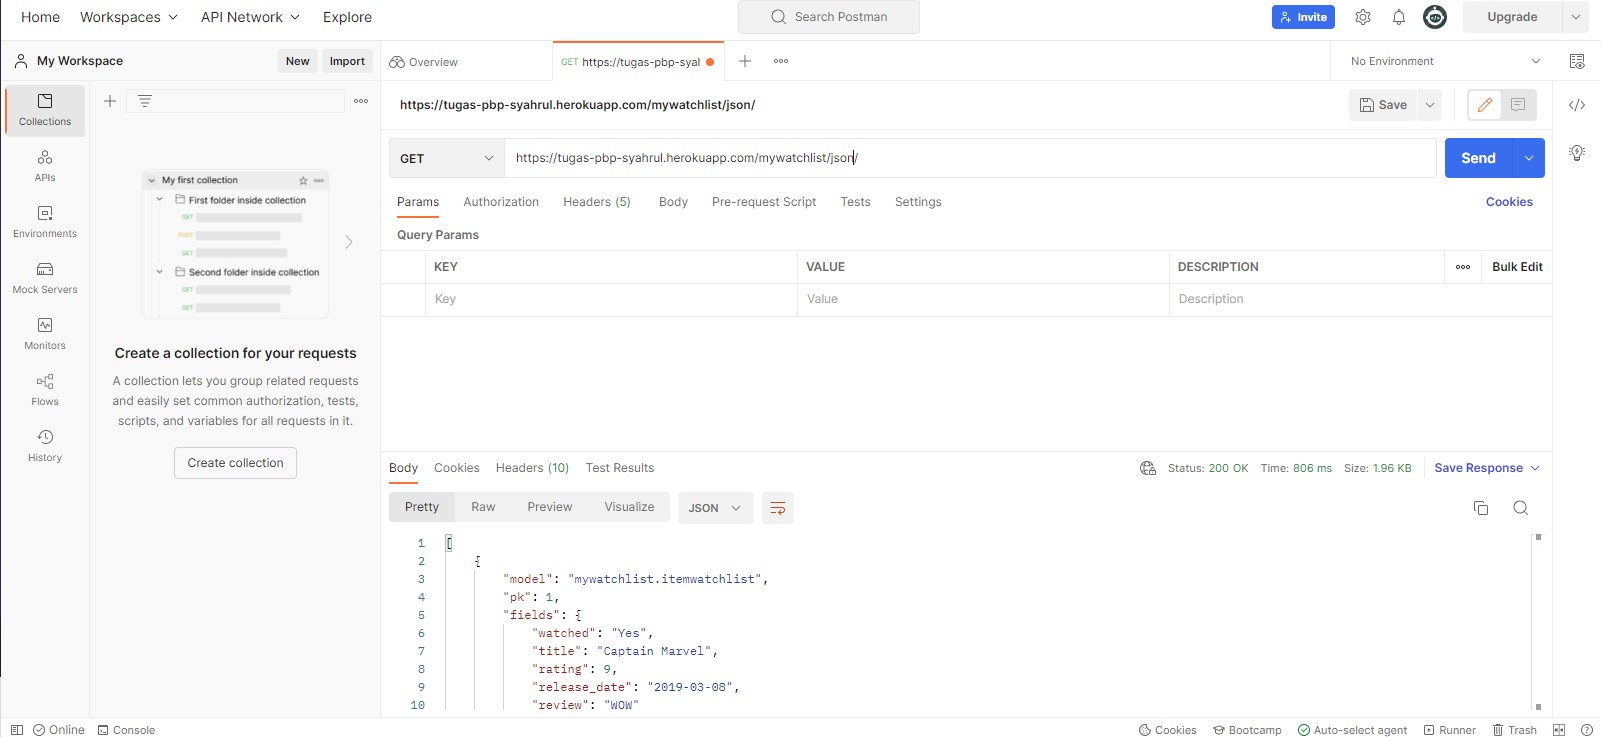 Home Workspaces API Network Explore Search Postman Invite Upgrade
My Workspace New Import Overview GET https://tugas-pbp-syal No Environment
https://tugas-pbp-syahrul.herokuapp.com/mywatchlist/json/ Save
GET https://tugas-pbp-syahrul.herokuapp.com/mywatchlist/json/ Send
Params Authorization Headers (5) Body Pre-request Script Tests Settings Cookies
Query Params
KEY VALUE DESCRIPTION Bulk Edit
Key Value Description
Collections
APIs
Environments
Mock Servers
Monitors
Flows
History
My first collection
First folder inside collection
GET
POST
GET
Second folder inside collection
GET
GET
Create a collection for your requests
A collection lets you group related requests
and easily set common authorization, tests,
scripts, and variables for all requests in it.
Create collection
Body Cookies Headers (10) Test Results Status: 200 OK Time: 806 ms Size: 1.96 KB Save Response
Pretty Raw Preview Visualize JSON
1 [
2 {
3 "model": "mywatchlist.itemwatchlist",
4 "pk": 1,
5 "fields": {
6 "watched": "Yes",
7 "title": "Captain Marvel",
8 "rating": 9,
9 "release_date": "2019-03-08",
10 "review": "WOW"
Online Console Cookies Bootcamp Auto-select agent Runner Trash